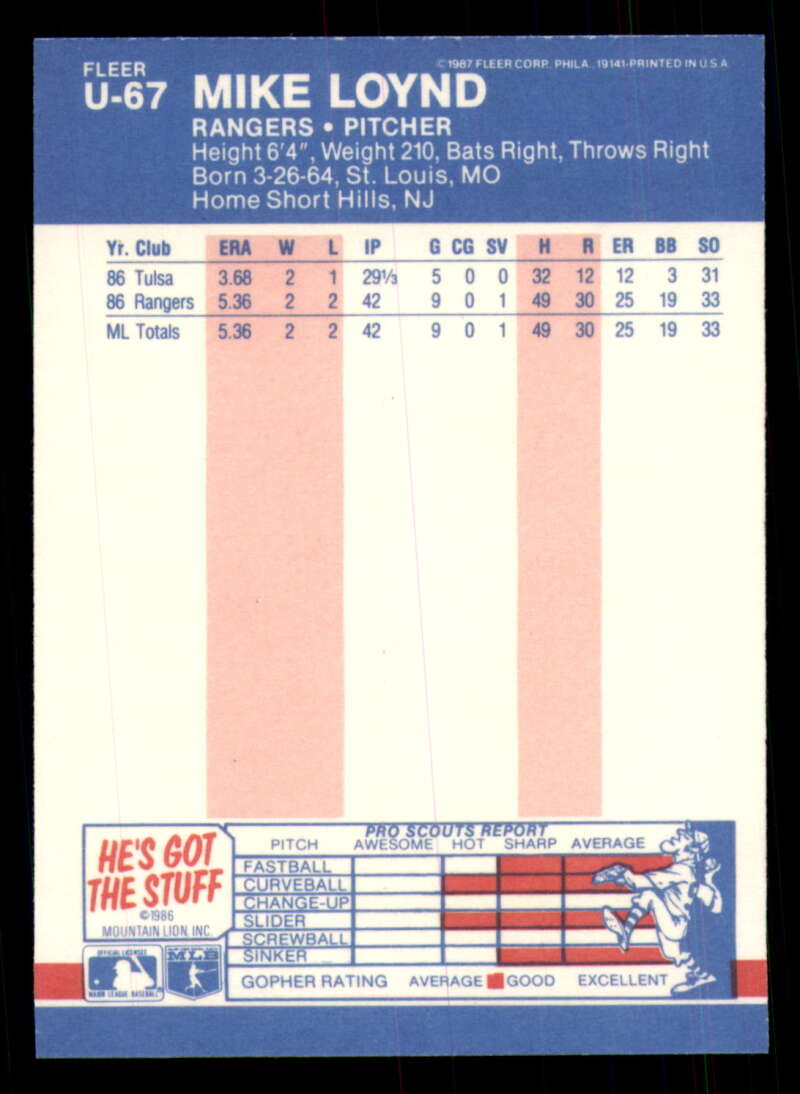 FLEER
©1987 FLEER CORP. PHILA., 19141-PRINTED IN U.S.A.
U-67 MIKE LOYND
RANGERS • PITCHER
Height 6'4", Weight 210, Bats Right, Throws Right
Born 3-26-64, St. Louis, MO
Home Short Hills, NJ
Yr. Club ERA W L IP G CG SV H R ER BB SO
86 Tulsa 3.68 2 1 29⅓ 5 0 0 32 12 12 3 31
86 Rangers 5.36 2 2 42 9 0 1 49 30 25 19 33
ML Totals 5.36 2 2 42 9 0 1 49 30 25 19 33
HE'S GOT
THE STUFF
©1986
MOUNTAIN LION, INC.
OFFICIAL LICENSEE
MAJOR LEAGUE BASEBALL
MLB
PRO SCOUTS REPORT
PITCH AWESOME HOT SHARP AVERAGE
FASTBALL
CURVEBALL
CHANGE-UP
SLIDER
SCREWBALL
SINKER
GOPHER RATING AVERAGE GOOD EXCELLENT